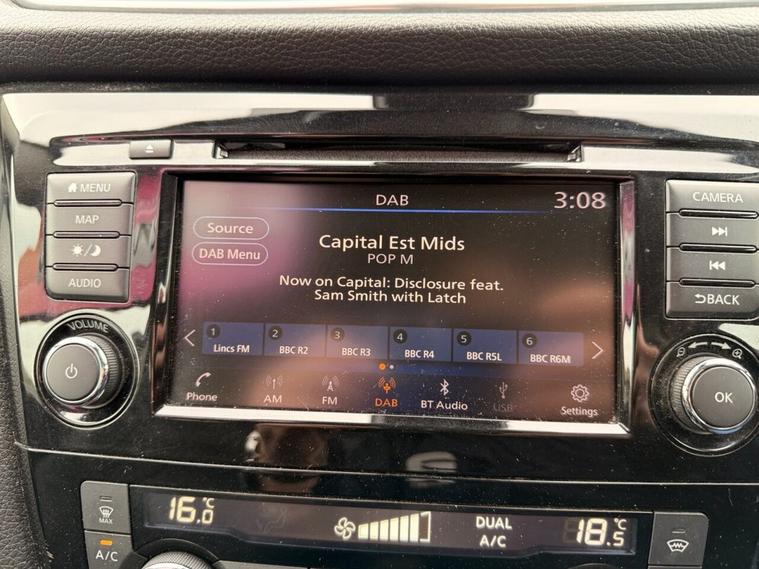 MENU
MAP
AUDIO
VOLUME
DAB
3:08
Source
DAB Menu
Capital Est Mids
POP M
Now on Capital: Disclosure feat.
Sam Smith with Latch
1 Lincs FM
2 BBC R2
3 BBC R3
4 BBC R4
5 BBC R5L
6 BBC R6M
Phone
AM
FM
DAB
BT Audio
USB
Settings
CAMERA
BACK
OK
MAX
A/C
16.0 °C
DUAL
A/C
18.5 °C